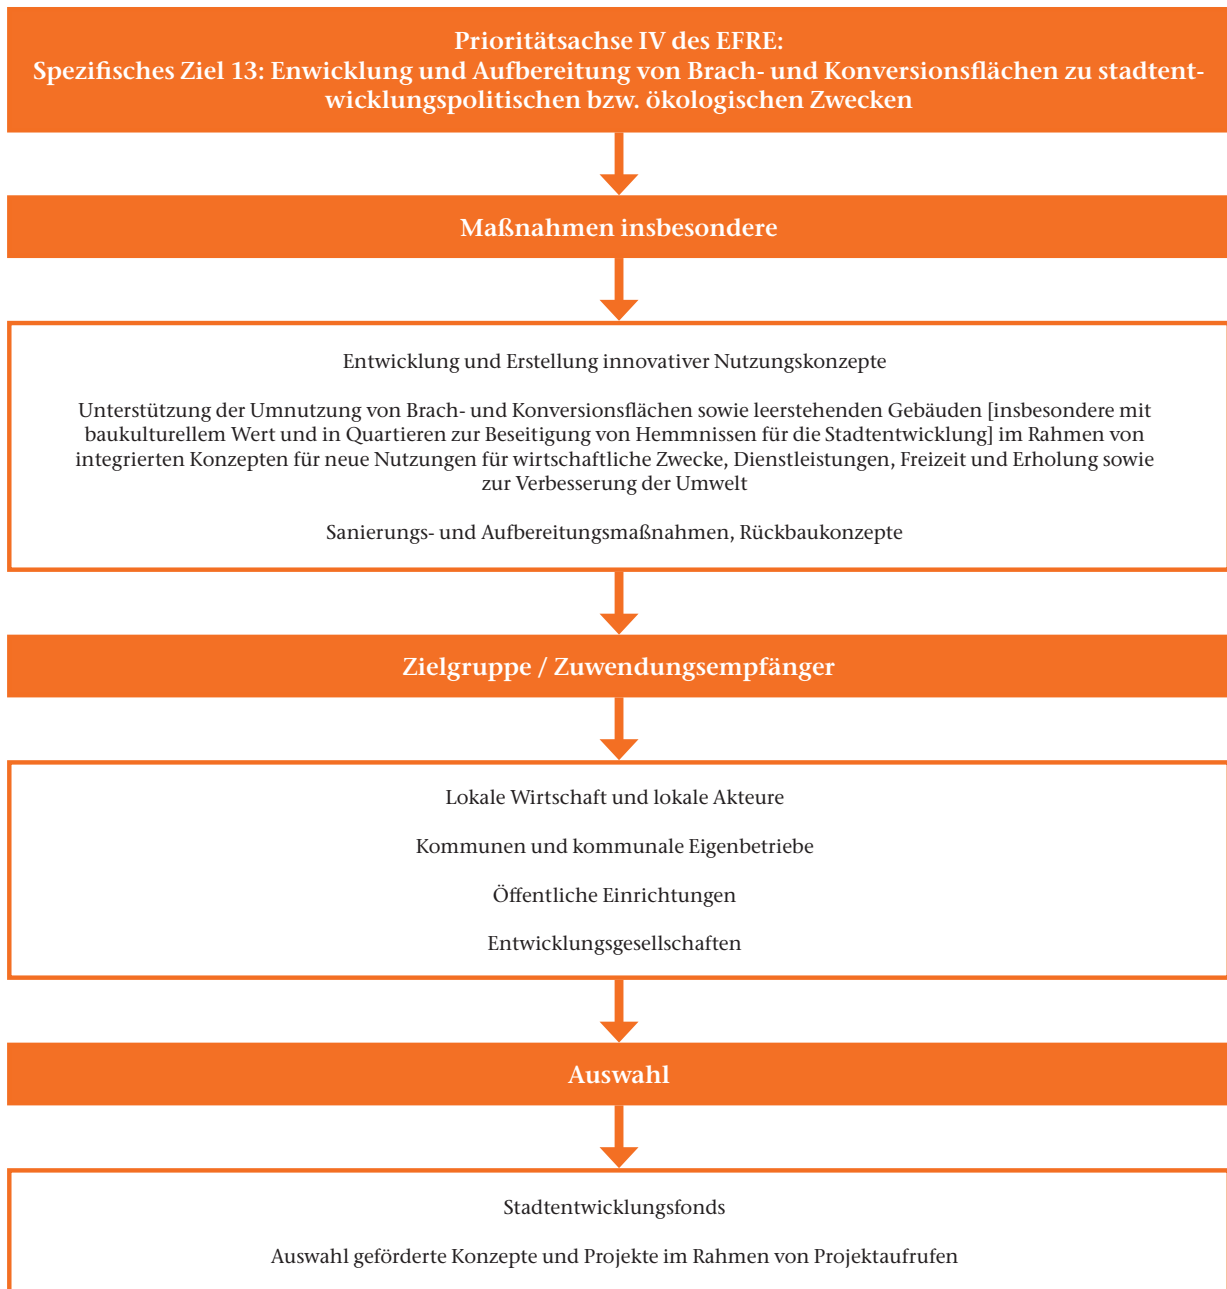 Prioritätsachse IV des EFRE:
Spezifisches Ziel 13: Enwicklung und Aufbereitung von Brach- und Konversionsflächen zu stadtent-
wicklungspolitischen bzw. ökologischen Zwecken
Maßnahmen insbesondere
Entwicklung und Erstellung innovativer Nutzungskonzepte
Unterstützung der Umnutzung von Brach- und Konversionsflächen sowie leerstehenden Gebäuden [insbesondere mit
baukulturellem Wert und in Quartieren zur Beseitigung von Hemmnissen für die Stadtentwicklung] im Rahmen von
integrierten Konzepten für neue Nutzungen für wirtschaftliche Zwecke, Dienstleistungen, Freizeit und Erholung sowie
zur Verbesserung der Umwelt
Sanierungs- und Aufbereitungsmaßnahmen, Rückbaukonzepte
Zielgruppe / Zuwendungsempfänger
Lokale Wirtschaft und lokale Akteure
Kommunen und kommunale Eigenbetriebe
Öffentliche Einrichtungen
Entwicklungsgesellschaften
Auswahl
Stadtentwicklungsfonds
Auswahl geförderte Konzepte und Projekte im Rahmen von Projektaufrufen